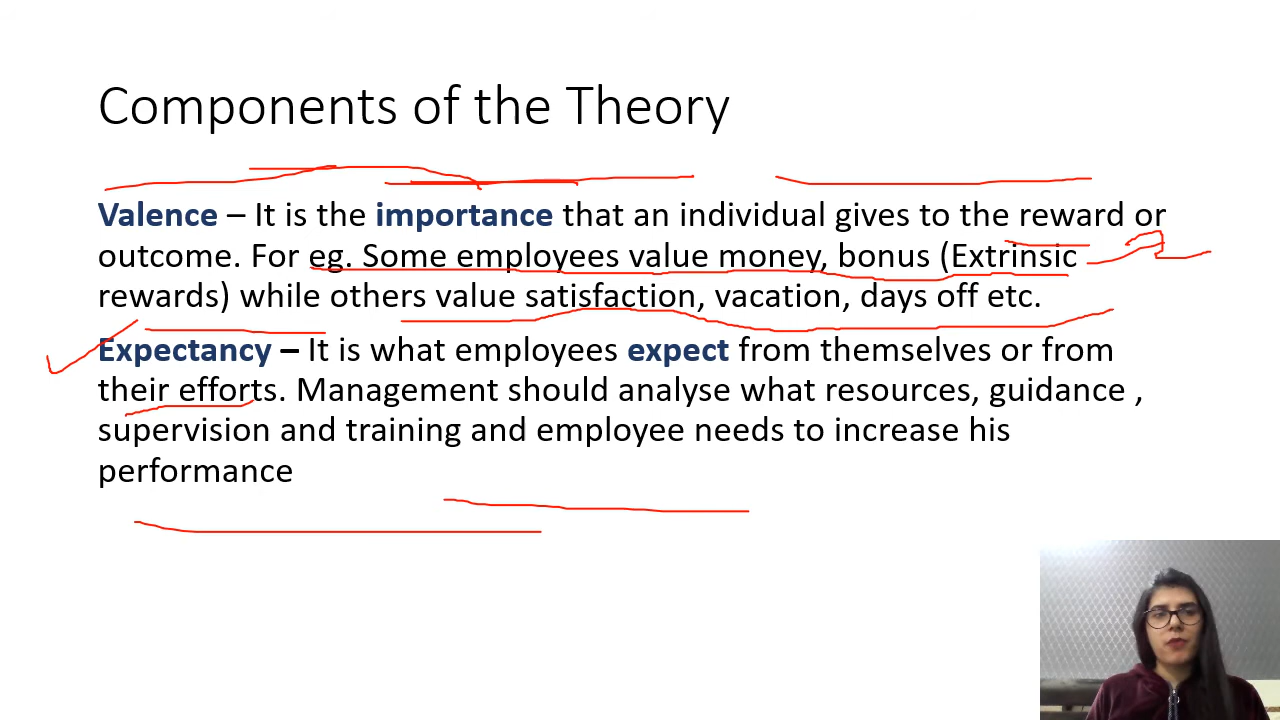 Components of the Theory
Valence – It is the importance that an individual gives to the reward or
outcome. For eg. Some employees value money, bonus (Extrinsic
rewards) while others value satisfaction, vacation, days off etc.
Expectancy – It is what employees expect from themselves or from
their efforts. Management should analyse what resources, guidance ,
supervision and training and employee needs to increase his
performance